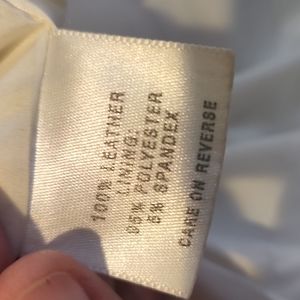 100% LEATHER
LINING:
95% POLYESTER
5% SPANDEX
CARE ON REVERSE